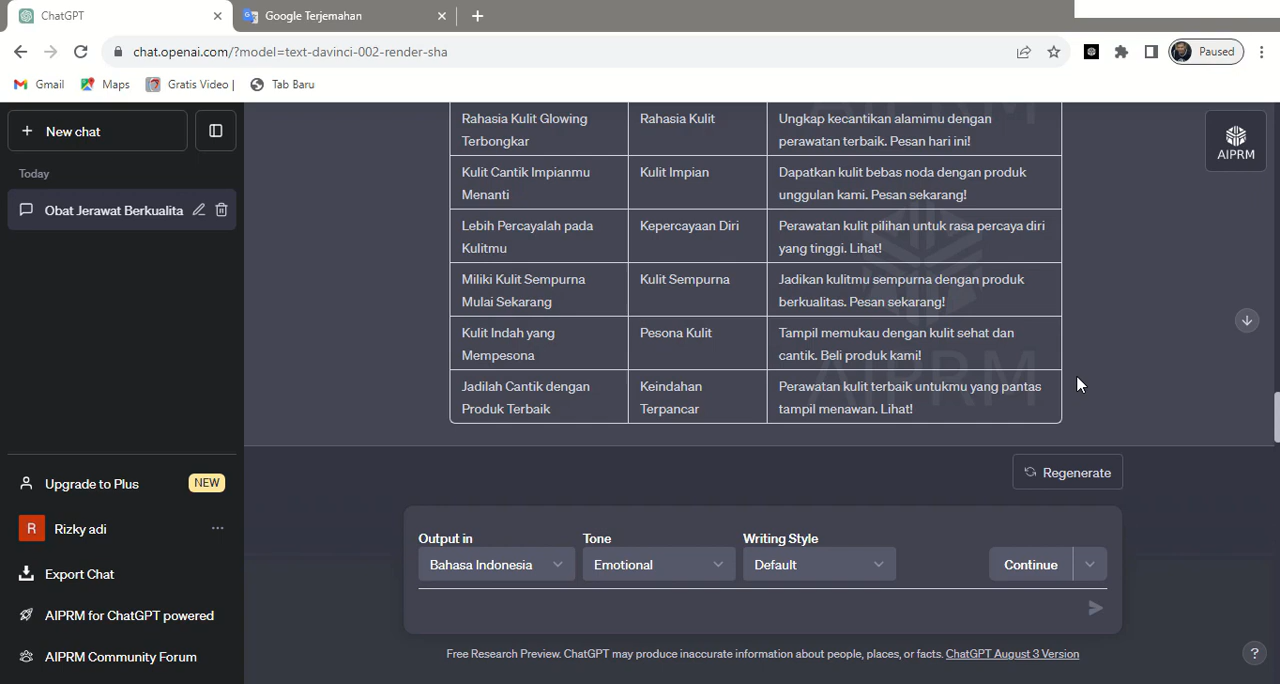 ChatGPT
Google Terjemahan
chat.openai.com/?model=text-davinci-002-render-sha
Paused
Gmail
Maps
Gratis Video |
Tab Baru
New chat
Today
Obat Jerawat Berkualita
Upgrade to Plus
NEW
R
Rizky adi
Export Chat
AIPRM for ChatGPT powered
AIPRM Community Forum
AIPRM
Rahasia Kulit Glowing Rahasia Kulit Ungkap kecantikan alamimu dengan
Terbongkar perawatan terbaik. Pesan hari ini!
Kulit Cantik Impianmu Kulit Impian Dapatkan kulit bebas noda dengan produk
Menanti unggulan kami. Pesan sekarang!
Lebih Percayalah pada Kepercayaan Diri Perawatan kulit pilihan untuk rasa percaya diri
Kulitmu yang tinggi. Lihat!
Miliki Kulit Sempurna Kulit Sempurna Jadikan kulitmu sempurna dengan produk
Mulai Sekarang berkualitas. Pesan sekarang!
Kulit Indah yang Pesona Kulit Tampil memukau dengan kulit sehat dan
Mempesona cantik. Beli produk kami!
Jadilah Cantik dengan Keindahan Perawatan kulit terbaik untukmu yang pantas
Produk Terbaik Terpancar tampil menawan. Lihat!
AIPRM
AIPRM
Regenerate
Output in Tone Writing Style
Bahasa Indonesia Emotional Default Continue
Free Research Preview. ChatGPT may produce inaccurate information about people, places, or facts. ChatGPT August 3 Version
?